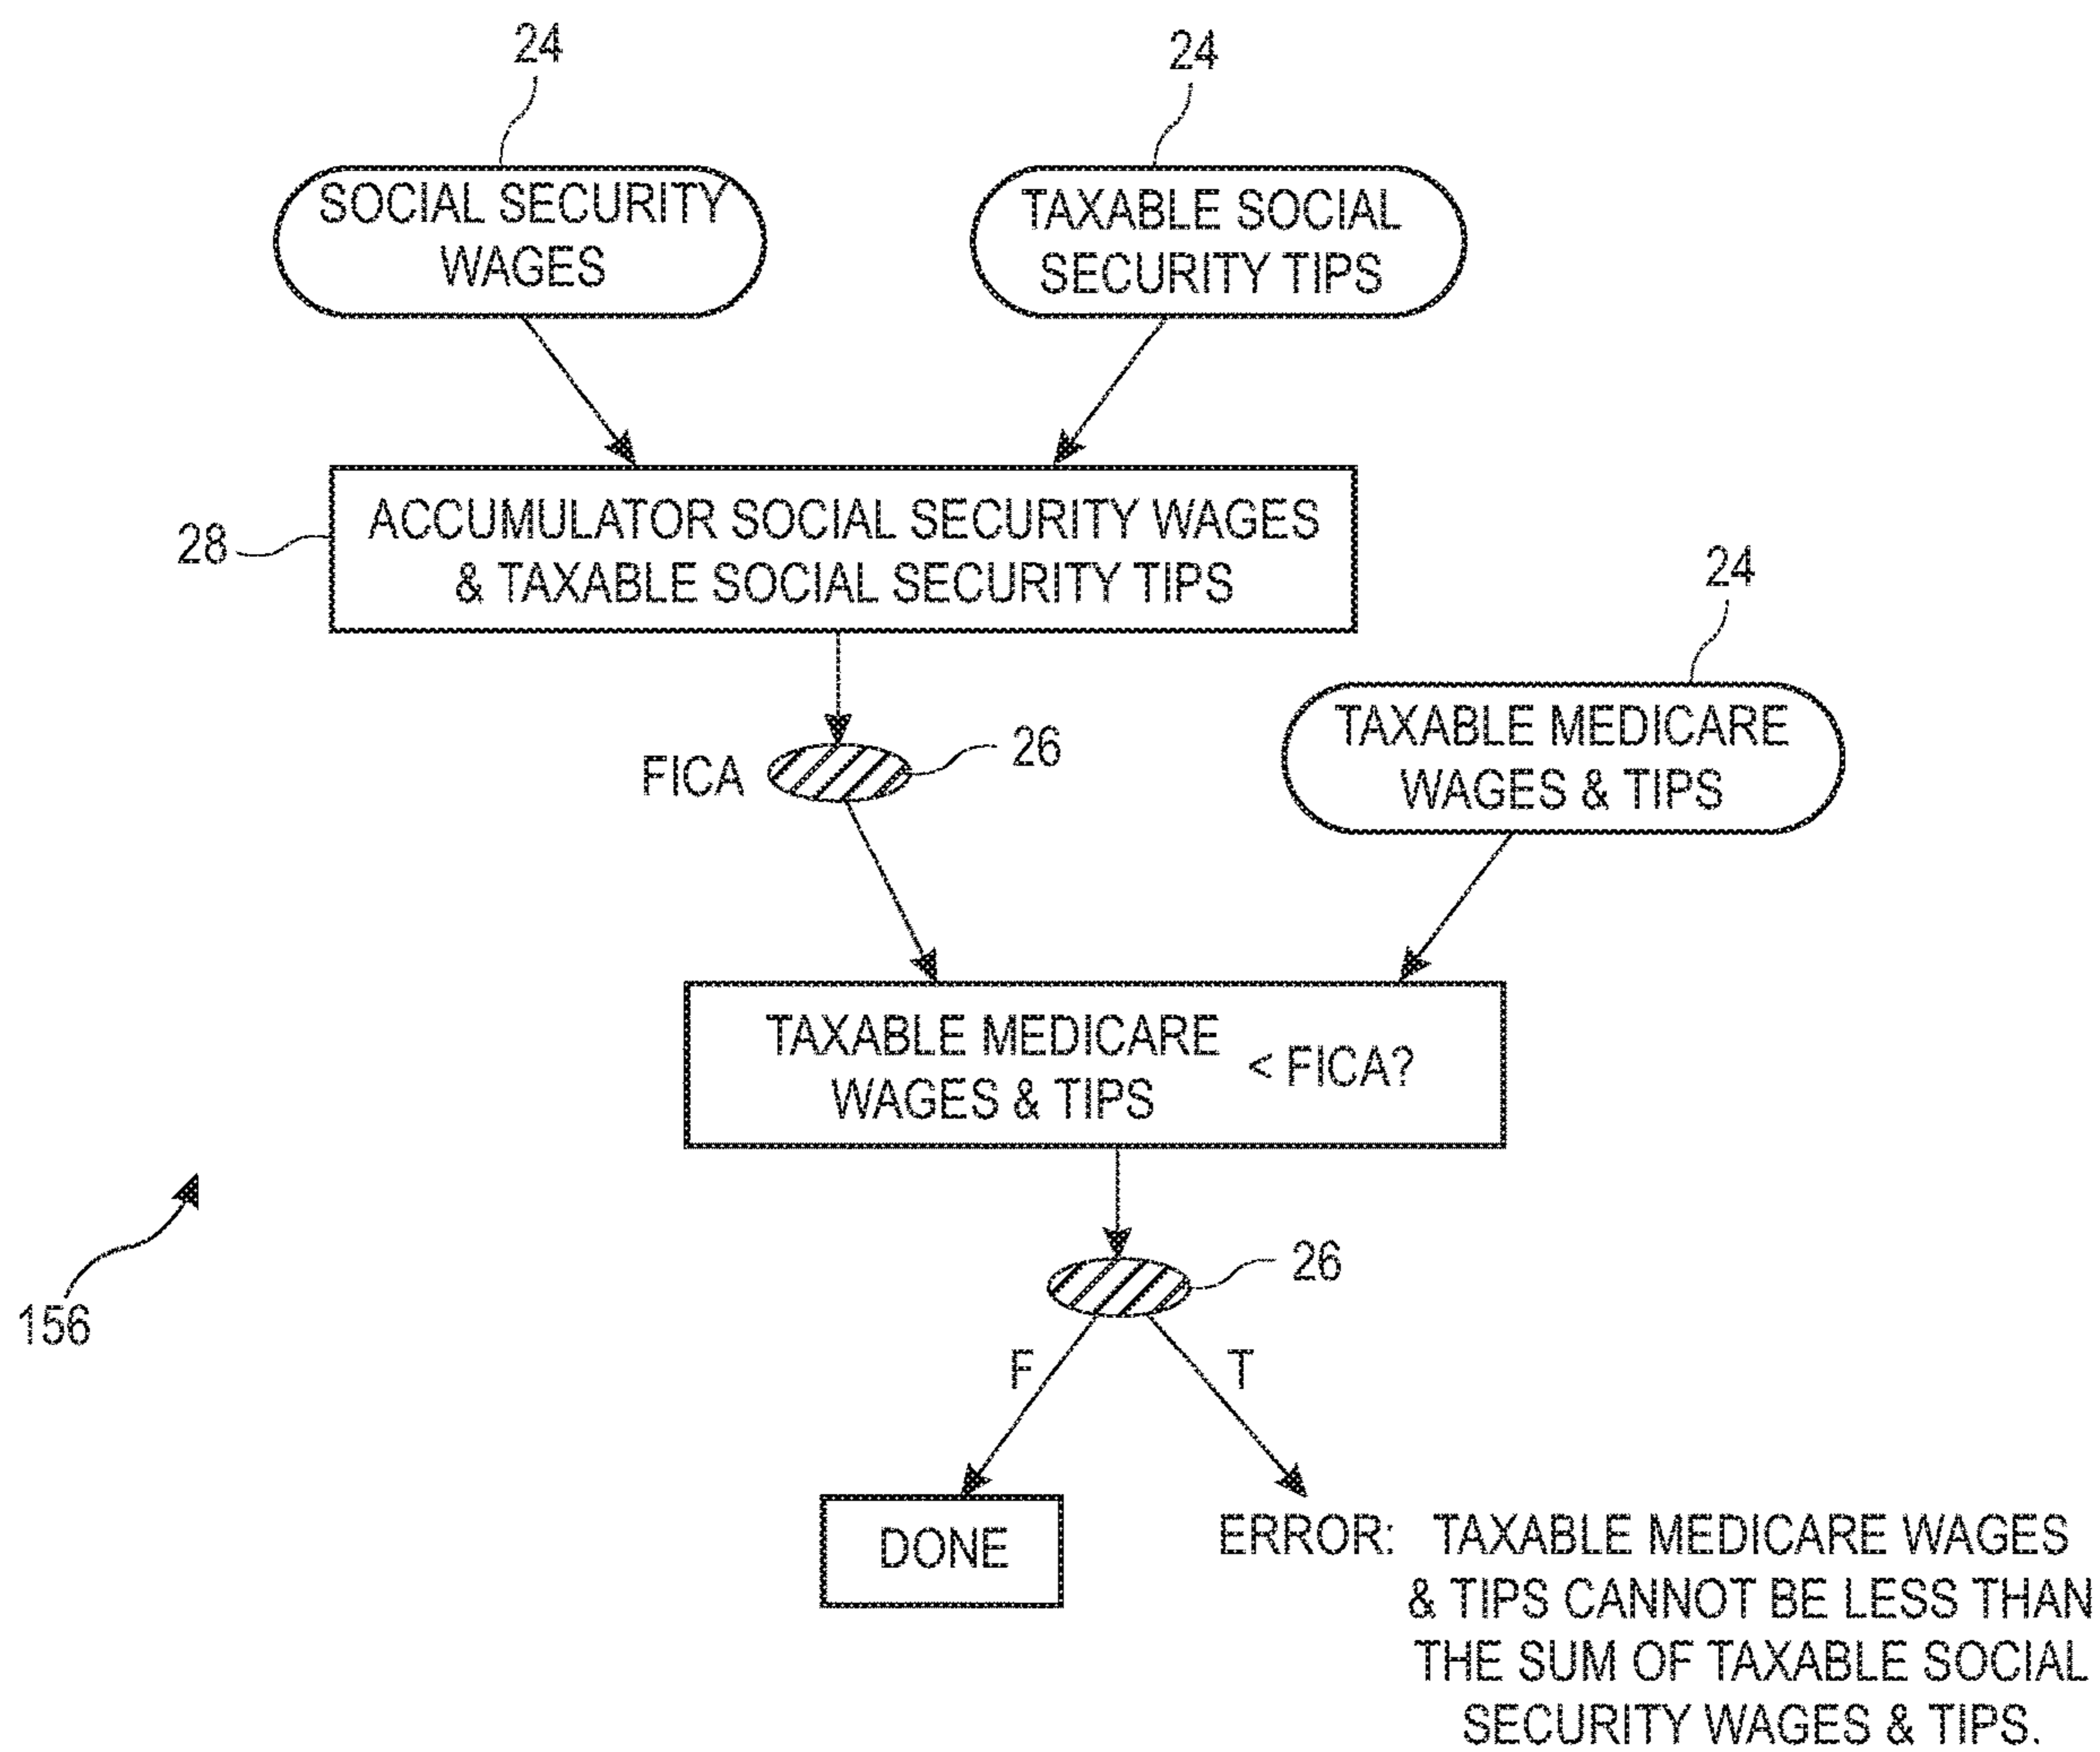 24
24
SOCIAL SECURITY
WAGES
TAXABLE SOCIAL
SECURITY TIPS
28
ACCUMULATOR SOCIAL SECURITY WAGES
& TAXABLE SOCIAL SECURITY TIPS
24
FICA
26
TAXABLE MEDICARE
WAGES & TIPS
TAXABLE MEDICARE
WAGES & TIPS
< FICA?
26
156
F
T
DONE
ERROR: TAXABLE MEDICARE WAGES
& TIPS CANNOT BE LESS THAN
THE SUM OF TAXABLE SOCIAL
SECURITY WAGES & TIPS.